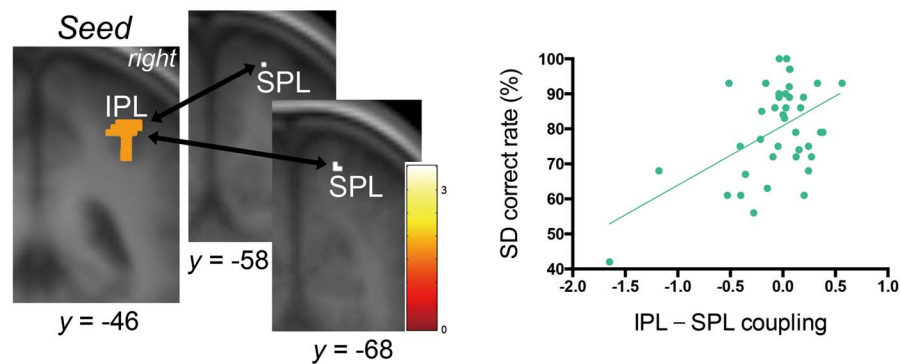 Seed
right
IPL
SPL
SPL
y = -46
y = -58
y = -68
3
0
SD correct rate (%)
100
90
80
70
60
50
40
-2.0 -1.5 -1.0 -0.5 0.0 0.5 1.0
IPL – SPL coupling